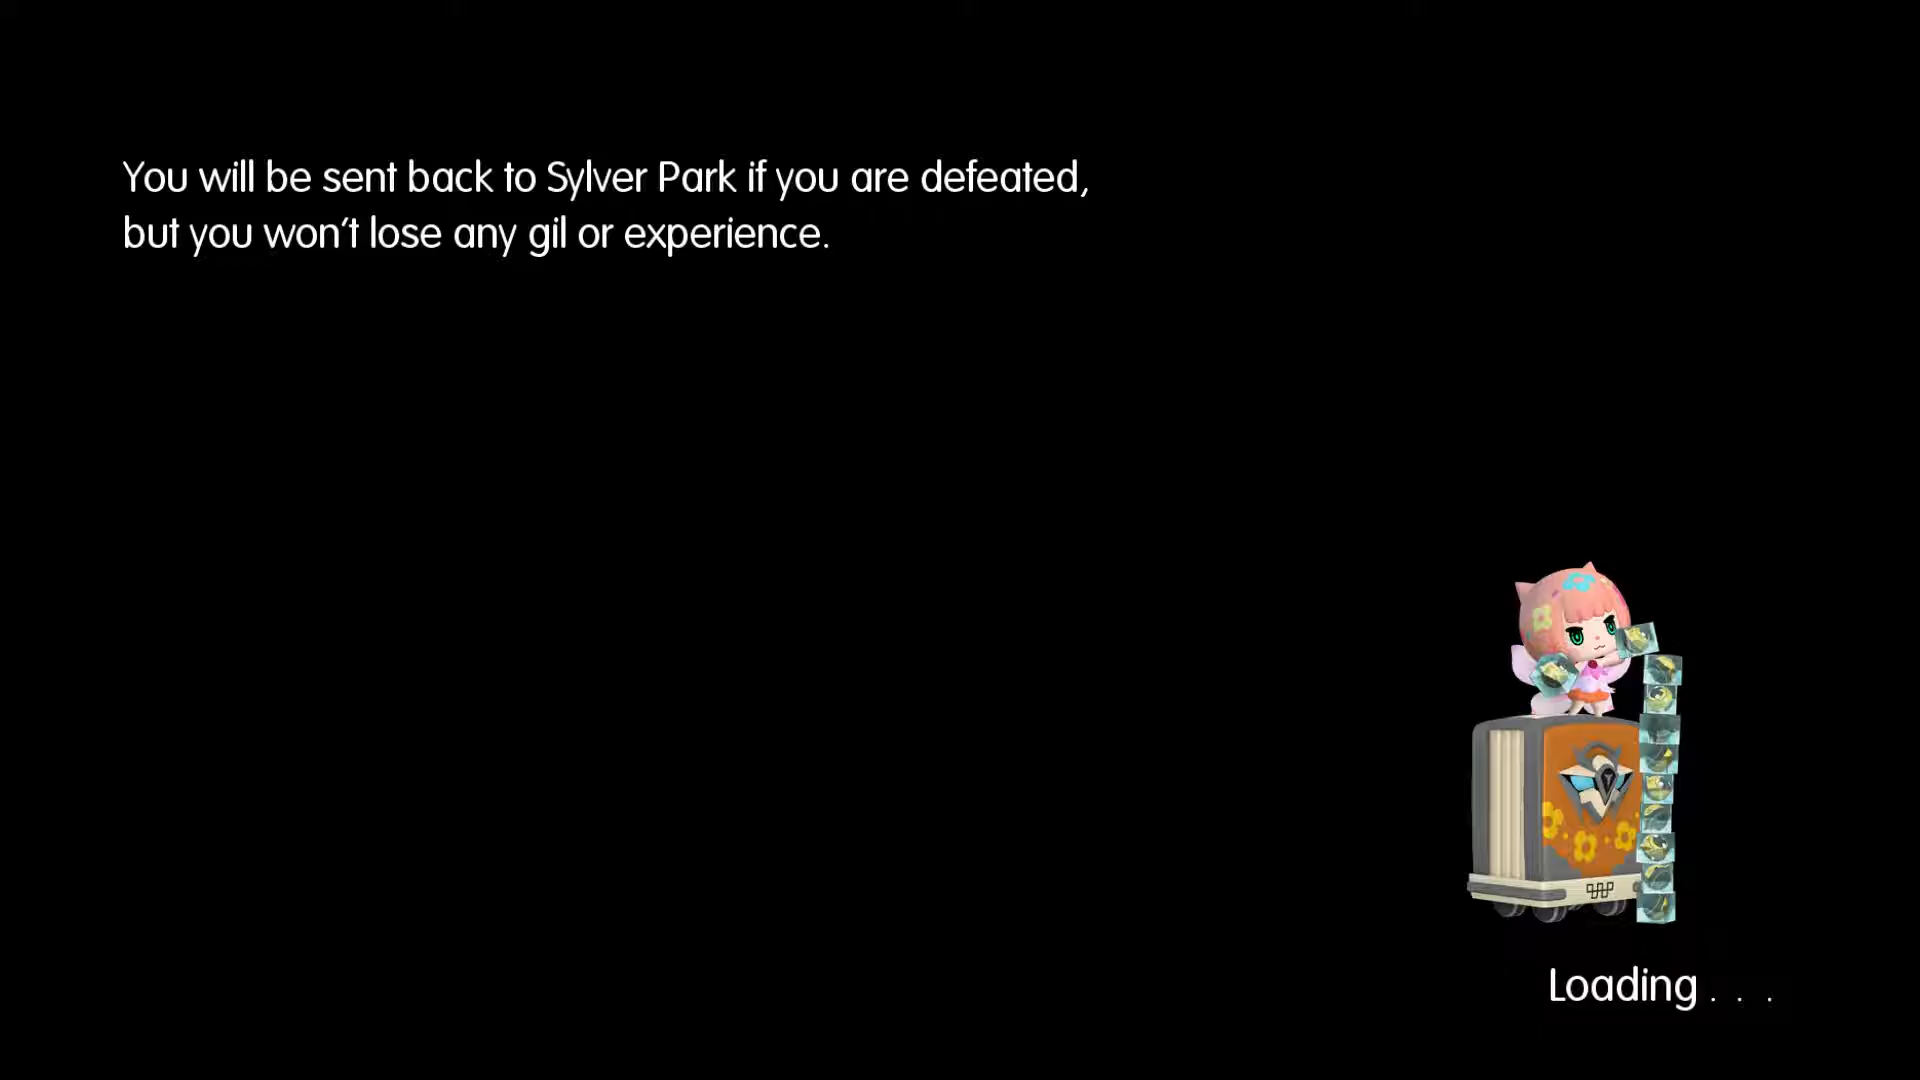 You will be sent back to Sylver Park if you are defeated,
but you won't lose any gil or experience.
Loading . . .